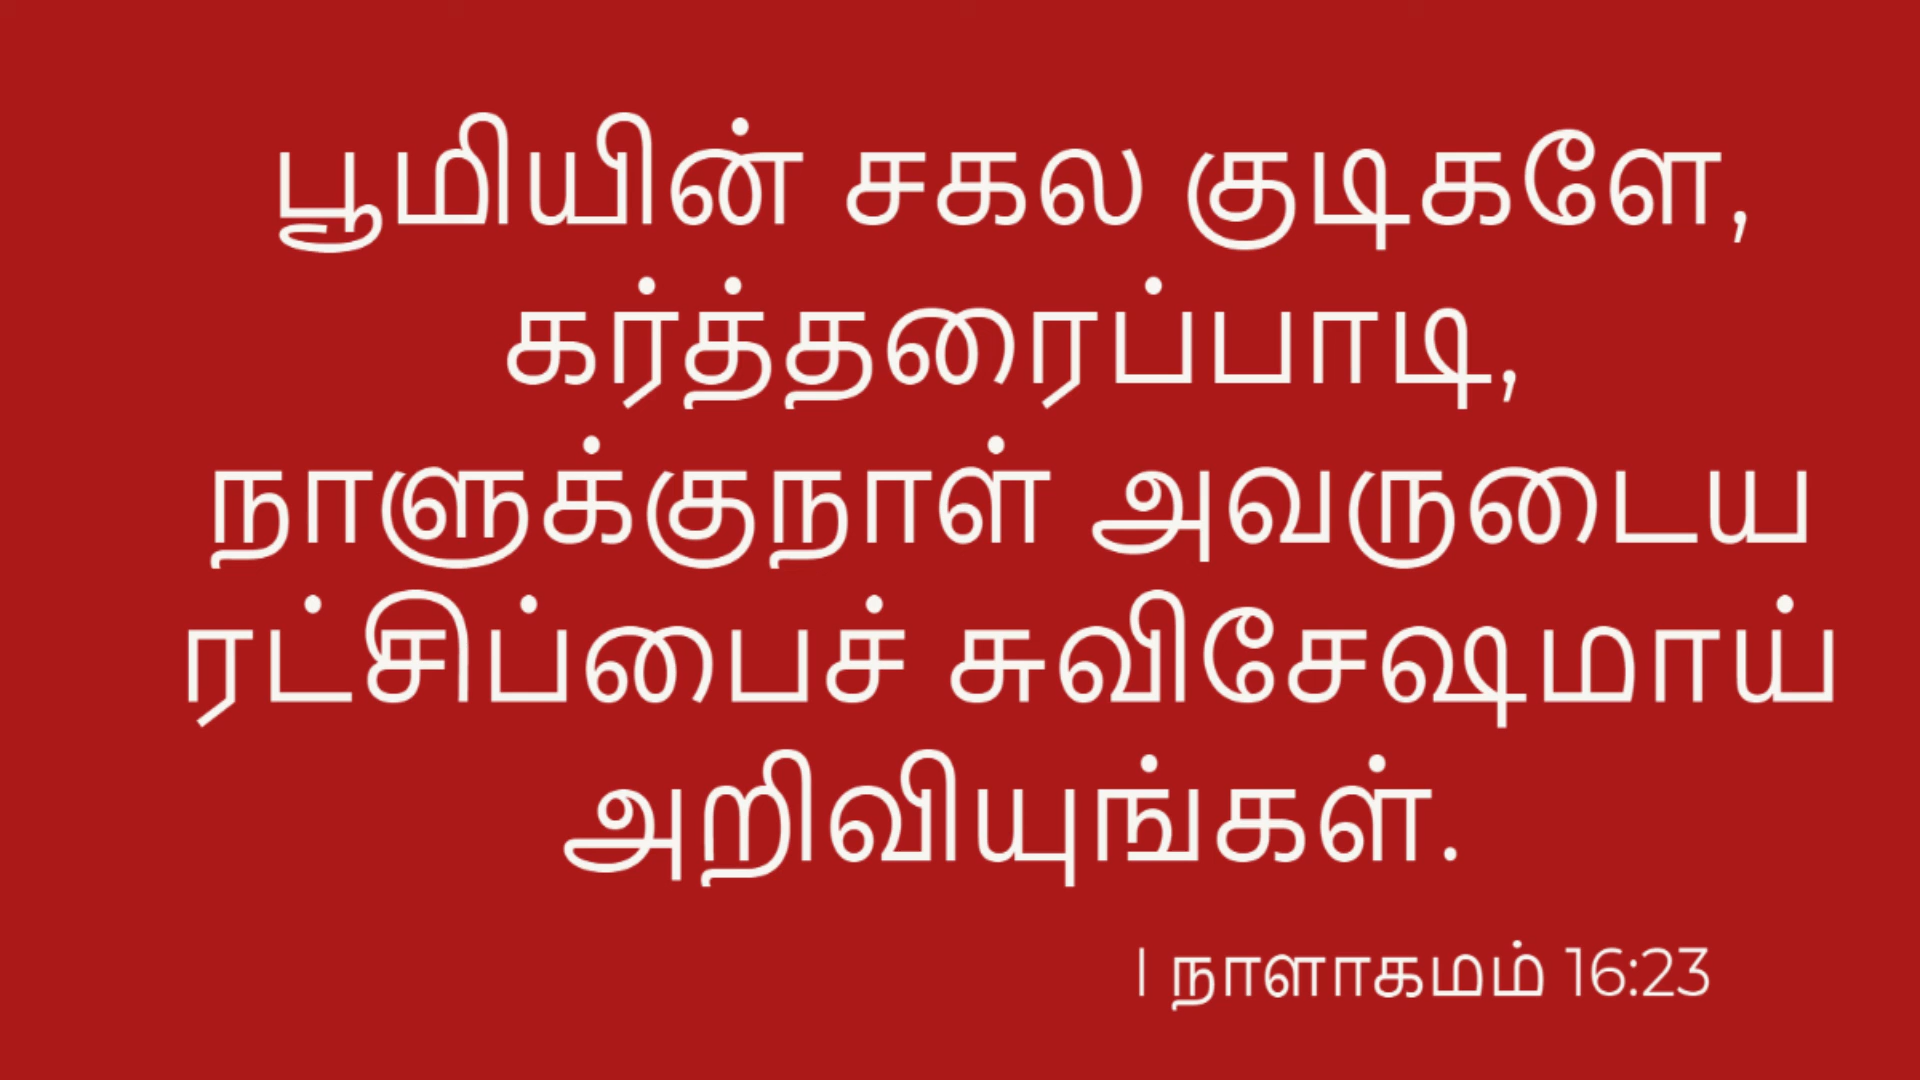 பூமியின் சகல குடிகளே,
கர்த்தரைப்பாடி,
நாளுக்குநாள் அவருடைய
ரட்சிப்பைச் சுவிசேஷமாய்
அறிவியுங்கள்.
I நாளாகமம் 16:23